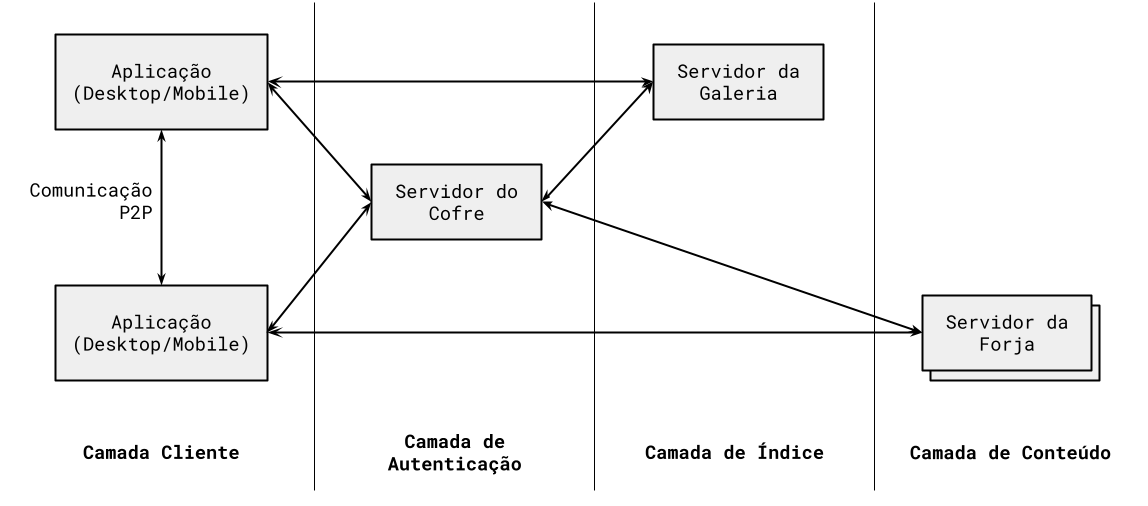 Aplicação
(Desktop/Mobile)
Servidor da
Galeria
Comunicação
P2P
Servidor do
Cofre
Aplicação
(Desktop/Mobile)
Servidor da
Forja
Camada Cliente
Camada de
Autenticação
Camada de Índice
Camada de Conteúdo